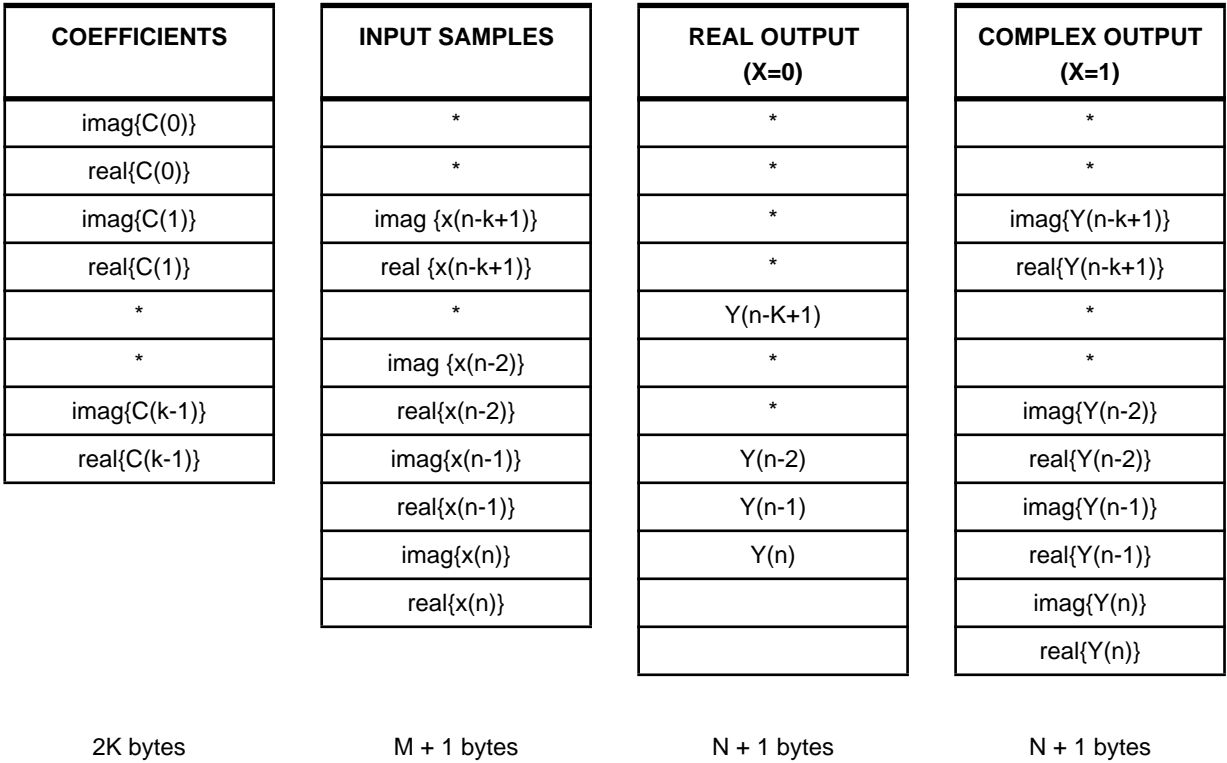 COEFFICIENTS
imag{C(0)}
real{C(0)}
imag{C(1)}
real{C(1)}
*
*
imag{C(k-1)}
real{C(k-1)}
2K bytes
INPUT SAMPLES
*
*
imag {x(n-k+1)}
real {x(n-k+1)}
*
imag {x(n-2)}
real{x(n-2)}
imag{x(n-1)}
real{x(n-1)}
imag{x(n)}
real{x(n)}
M + 1 bytes
REAL OUTPUT
(X=0)
*
*
*
*
Y(n-K+1)
*
*
Y(n-2)
Y(n-1)
Y(n)
N + 1 bytes
COMPLEX OUTPUT
(X=1)
*
*
imag{Y(n-k+1)}
real{Y(n-k+1)}
*
*
imag{Y(n-2)}
real{Y(n-2)}
imag{Y(n-1)}
real{Y(n-1)}
imag{Y(n)}
real{Y(n)}
N + 1 bytes